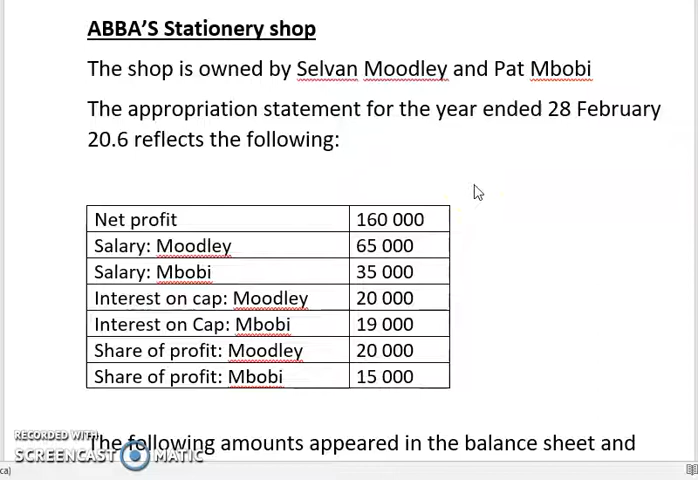 ABBA'S Stationery shop
The shop is owned by Selvan Moodley and Pat Mbobi
The appropriation statement for the year ended 28 February
20.6 reflects the following:
Net profit 160 000
Salary: Moodley 65 000
Salary: Mbobi 35 000
Interest on cap: Moodley 20 000
Interest on Cap: Mbobi 19 000
Share of profit: Moodley 20 000
Share of profit: Mbobi 15 000
The following amounts appeared in the balance sheet and
RECORDED WITH
SCREENCAST MATIC
ca)